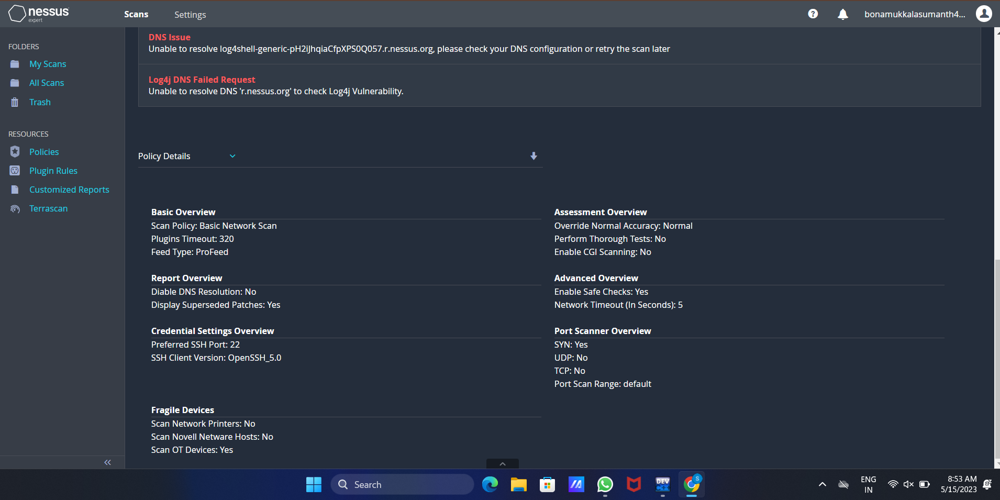 nessus
expert
Scans
Settings
bonamukkalasumanth4...
FOLDERS
My Scans
All Scans
Trash
RESOURCES
Policies
Plugin Rules
Customized Reports
Terrascan
DNS Issue
Unable to resolve log4shell-generic-pH2iJhqiaCfpXPS0Q057.r.nessus.org, please check your DNS configuration or retry the scan later
Log4j DNS Failed Request
Unable to resolve DNS 'r.nessus.org' to check Log4j Vulnerability.
Policy Details
Basic Overview
Scan Policy: Basic Network Scan
Plugins Timeout: 320
Feed Type: ProFeed
Assessment Overview
Override Normal Accuracy: Normal
Perform Thorough Tests: No
Enable CGI Scanning: No
Report Overview
Diable DNS Resolution: No
Display Superseded Patches: Yes
Advanced Overview
Enable Safe Checks: Yes
Network Timeout (In Seconds): 5
Credential Settings Overview
Preferred SSH Port: 22
SSH Client Version: OpenSSH_5.0
Port Scanner Overview
SYN: Yes
UDP: No
TCP: No
Port Scan Range: default
Fragile Devices
Scan Network Printers: No
Scan Novell Netware Hosts: No
Scan OT Devices: Yes
Search
DEV
C++
S
ENG
IN
8:53 AM
5/15/2023